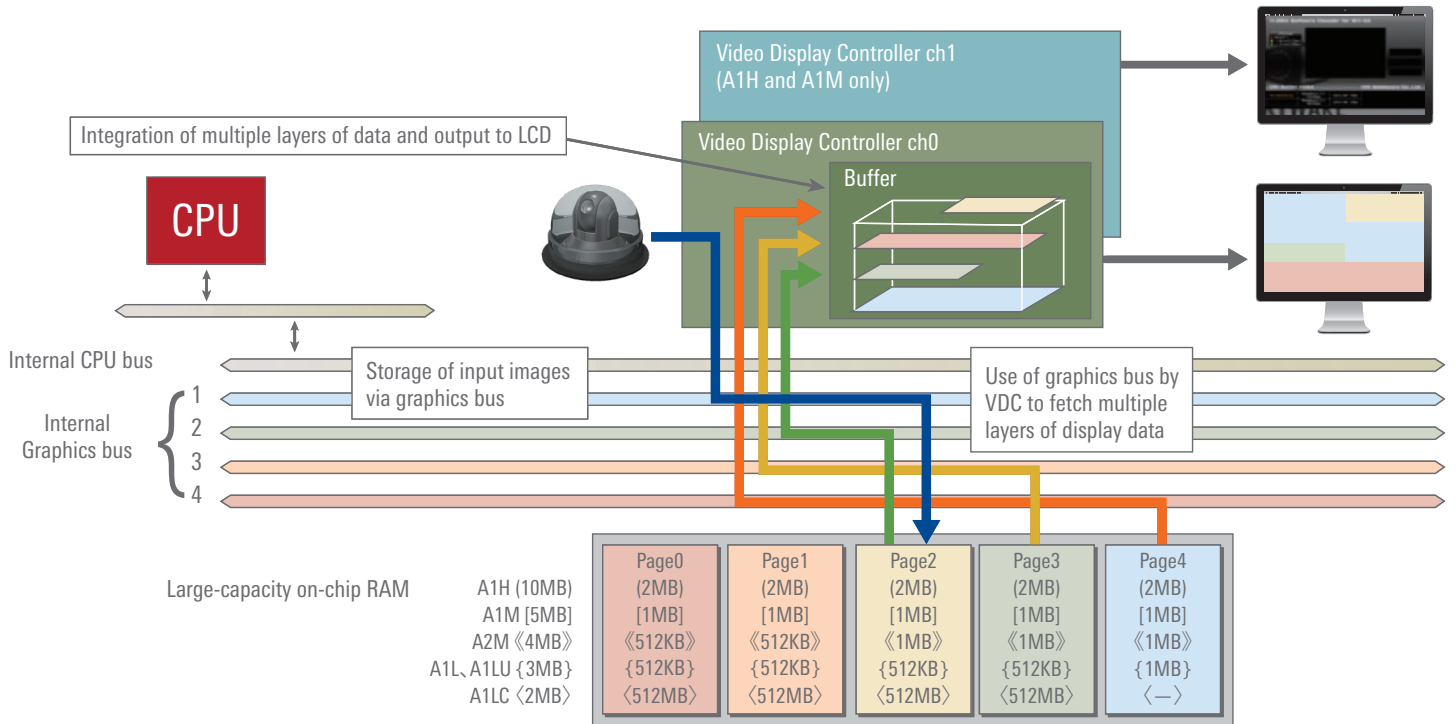 Video Display Controller ch1
(A1H and A1M only)
Integration of multiple layers of data and output to LCD
Video Display Controller ch0
Buffer
CPU
Internal CPU bus
Storage of input images
via graphics bus
Use of graphics bus by
VDC to fetch multiple
layers of display data
Internal
Graphics bus
1
2
3
4
Large-capacity on-chip RAM
Page0 Page1 Page2 Page3 Page4
A1H (10MB) (2MB) (2MB) (2MB) (2MB) (2MB)
A1M [5MB] [1MB] [1MB] [1MB] [1MB] [1MB]
A2M《4MB》 《512KB》 《512KB》 《1MB》 《1MB》 《1MB》
A1L、A1LU {3MB} {512KB} {512KB} {512KB} {512KB} {1MB}
A1LC〈2MB〉 〈512MB〉 〈512MB〉 〈512MB〉 〈512MB〉 〈—〉